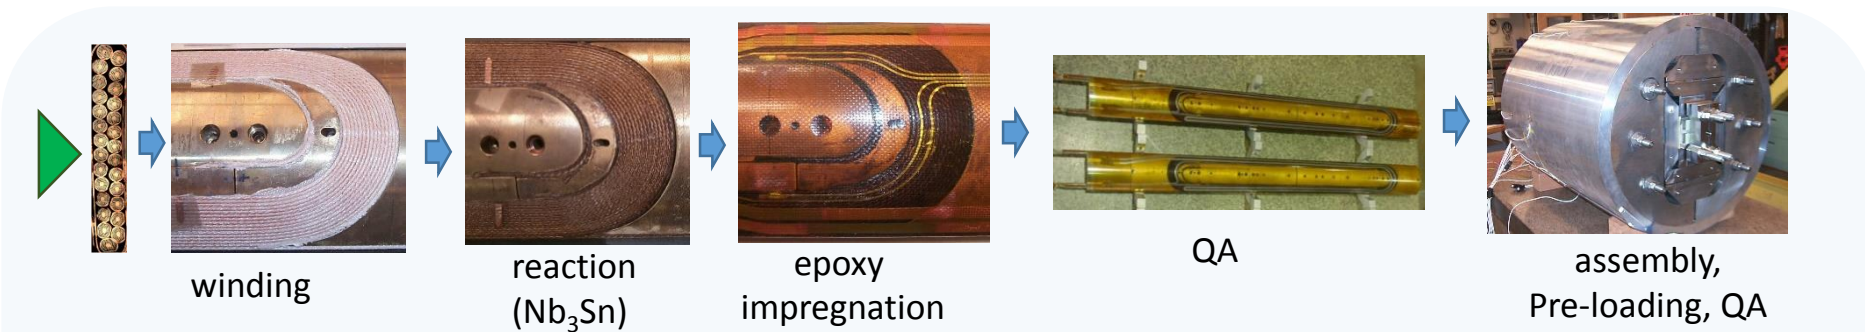 winding
reaction
(Nb₃Sn)
epoxy
impregnation
QA
assembly,
Pre-loading, QA